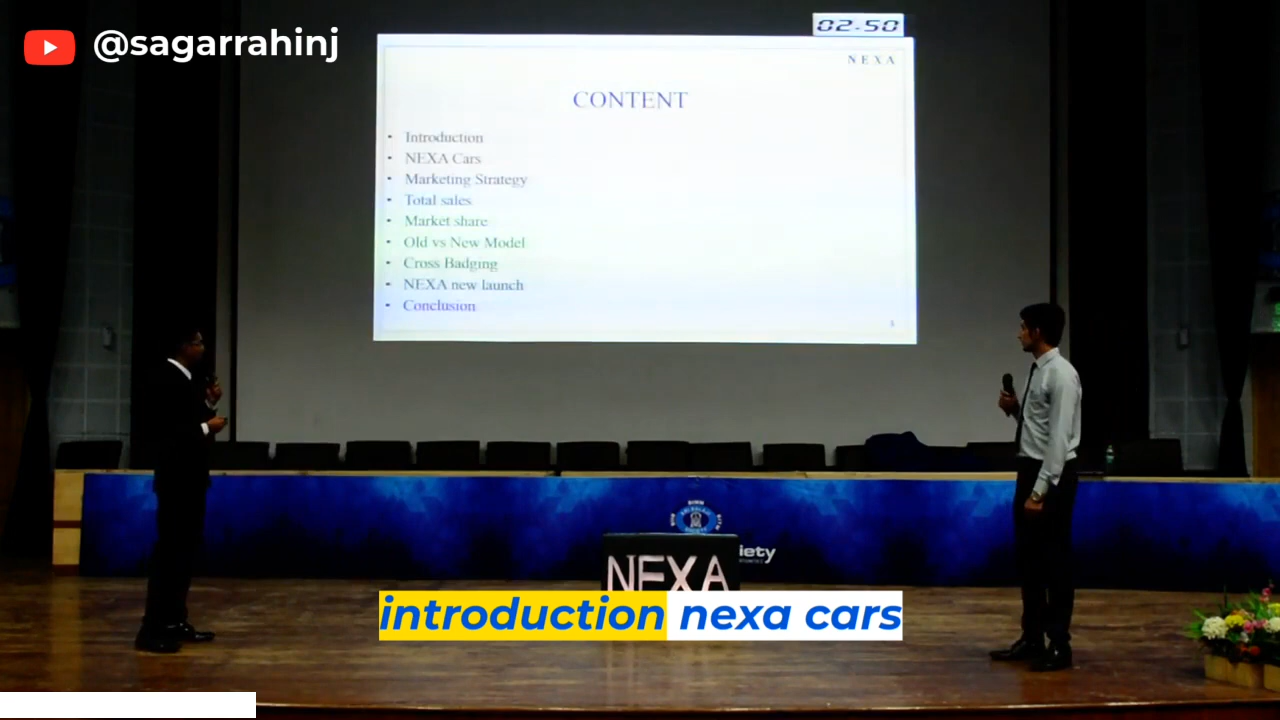 @sagarrahinj
02:50
NEXA
CONTENT
• Introduction
• NEXA Cars
• Marketing Strategy
• Total sales
• Market share
• Old vs New Model
• Cross Badging
• NEXA new launch
• Conclusion
iety
NEXA
introduction nexa cars